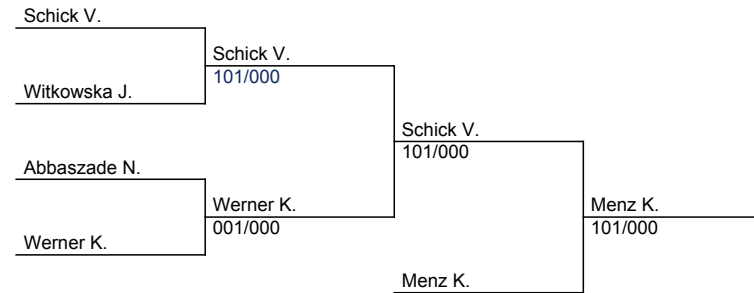 Schick V.
Schick V.
101/000
Witkowska J.
Schick V.
101/000
Abbaszade N.
Werner K.
001/000
Menz K.
101/000
Werner K.
Menz K.